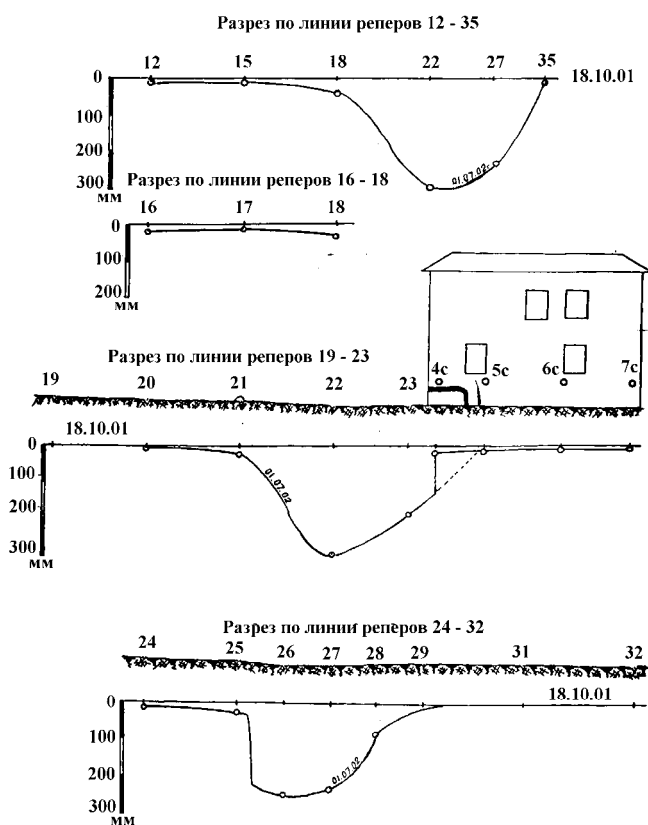 Разрез по линии реперов 12 - 35
12 15 18 22 27 35
0 18.10.01
100
200
300
мм
01.07.02
Разрез по линии реперов 16 - 18
16 17 18
0
100
200
мм
Разрез по линии реперов 19 - 23
4с 5с 6с 7с
19 20 21 22 23
18.10.01
0
100
200
300
мм
01.07.02
Разрез по линии реперов 24 - 32
24 25 26 27 28 29 31 32
0 18.10.01
100
200
300
мм
01.07.02